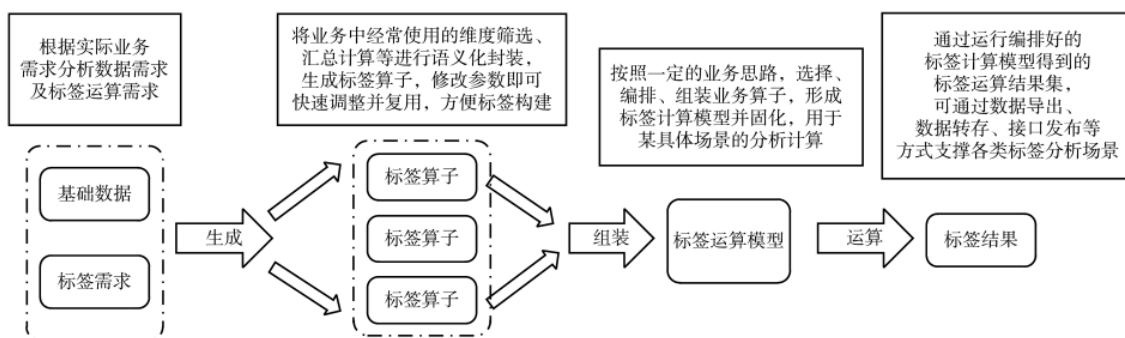 根据实际业务
需求分析数据需求
及标签运算需求
将业务中经常使用的维度筛选、
汇总计算等进行语义化封装，
生成标签算子，修改参数即可
快速调整并复用，方便标签构建
按照一定的业务思路，选择、
编排、组装业务算子，形成
标签计算模型并固化，用于
某具体场景的分析计算
通过运行编排好的
标签计算模型得到的
标签运算结果集，
可通过数据导出、
数据转存、接口发布等
方式支撑各类标签分析场景
基础数据
标签需求
生成
标签算子
标签算子
标签算子
组装
标签运算模型
运算
标签结果